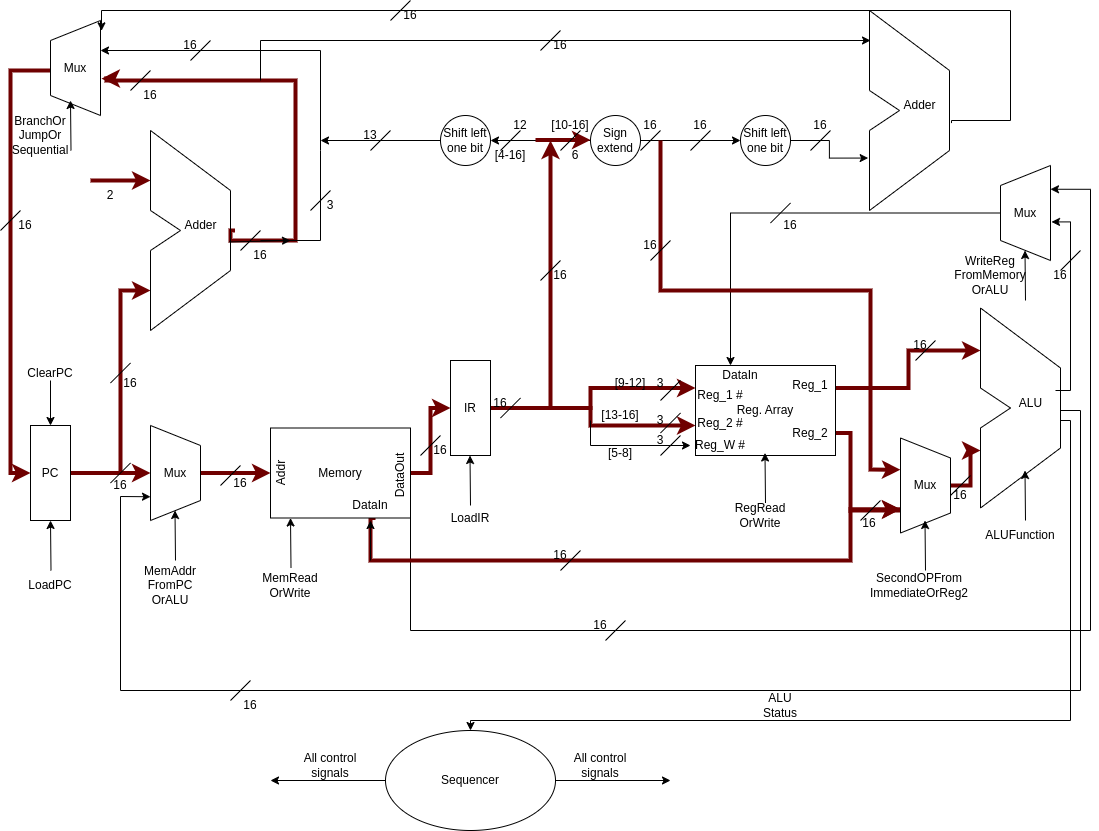 16
16
16
Mux
16
BranchOr
JumpOr
Sequential
Adder
13
Shift left
one bit
12
[4-16]
[10-16]
6
Sign
extend
16
16
Shift left
one bit
16
2
Adder
3
16
16
16
16
16
Mux
WriteReg
FromMemory
OrALU
16
16
ClearPC
16
PC
16
LoadPC
Mux
16
MemAddr
FromPC
OrALU
Addr
Memory
DataOut
DataIn
MemRead
OrWrite
16
IR
16
LoadIR
[9-12]
3
[13-16]
3
3
[5-8]
DataIn
Reg_1 #
Reg_1
Reg. Array
Reg_2 #
Reg_2
Reg_W #
RegRead
OrWrite
16
16
Mux
16
ALU
ALUFunction
SecondOPFrom
ImmediateOrReg2
16
16
16
ALU
Status
All control
signals
Sequencer
All control
signals